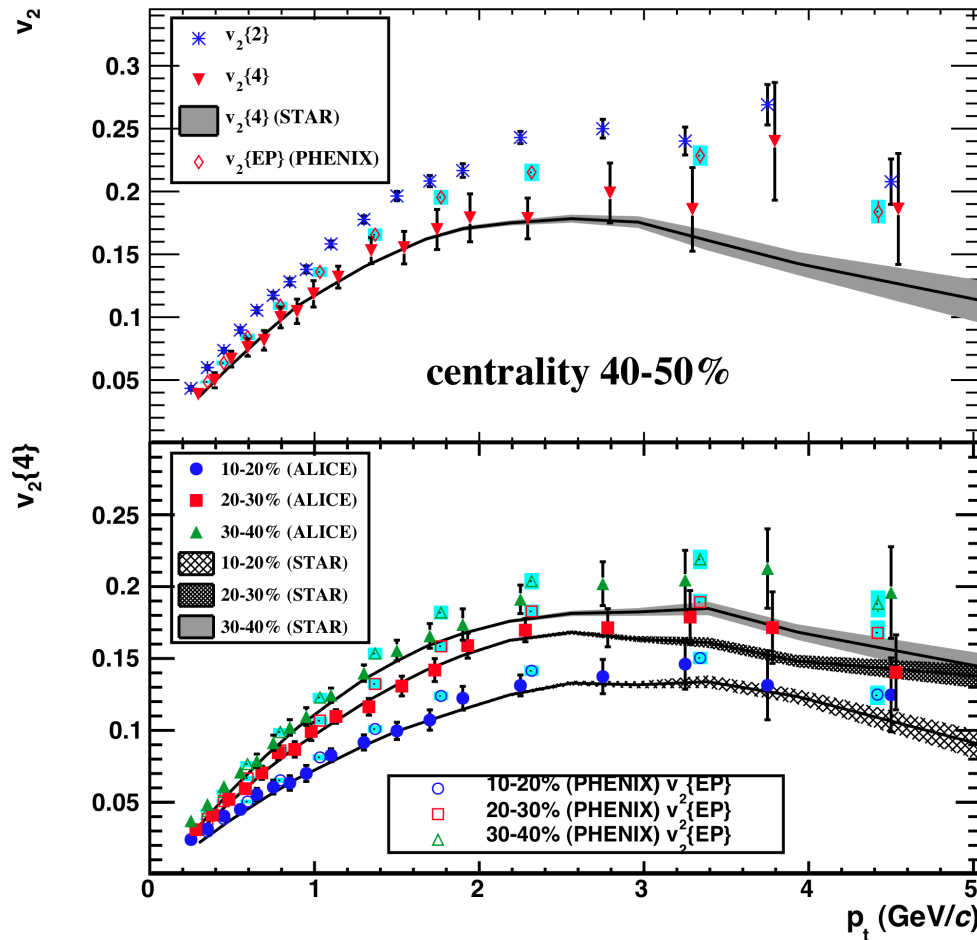 v2
v2{2}
v2{4}
v2{4} (STAR)
v2{EP} (PHENIX)
0.3
0.25
0.2
0.15
0.1
0.05
centrality 40-50%
v2{4}
10-20% (ALICE)
20-30% (ALICE)
30-40% (ALICE)
10-20% (STAR)
20-30% (STAR)
30-40% (STAR)
0.25
0.2
0.15
0.1
0.05
10-20% (PHENIX) v2{EP}
20-30% (PHENIX) v2{EP}
30-40% (PHENIX) v2{EP}
0 1 2 3 4 5
pt (GeV/c)